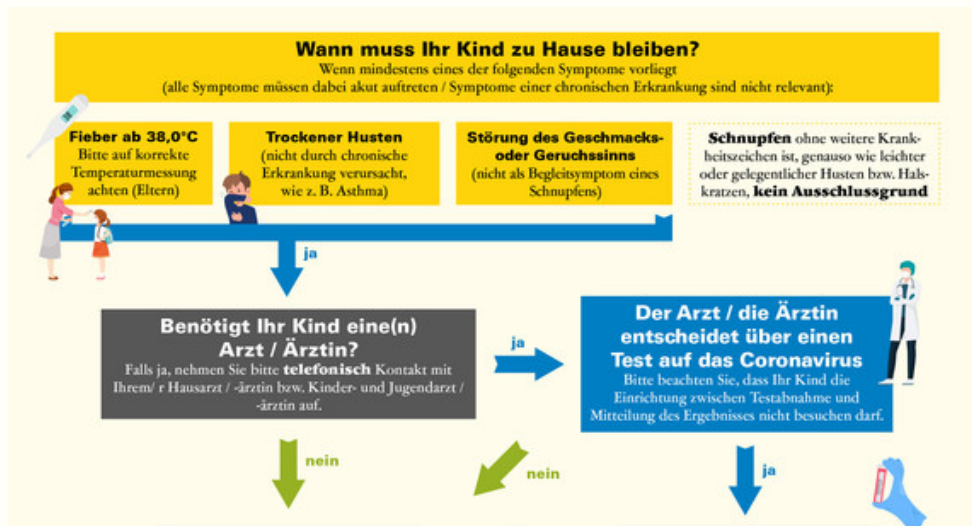 Wann muss Ihr Kind zu Hause bleiben?
Wenn mindestens eines der folgenden Symptome vorliegt
(alle Symptome müssen dabei akut auftreten / Symptome einer chronischen Erkrankung sind nicht relevant):
Fieber ab 38,0°C
Bitte auf korrekte
Temperaturmessung
achten (Eltern)
Trockener Husten
(nicht durch chronische
Erkrankung verursacht,
wie z. B. Asthma)
Störung des Geschmacks-
oder Geruchssinns
(nicht als Begleitsymptom eines
Schnupfens)
Schnupfen ohne weitere Krank-
heitszeichen ist, genauso wie leichter
oder gelegentlicher Husten bzw. Hals-
kratzen, kein Ausschlussgrund
ja
Benötigt Ihr Kind eine(n)
Arzt / Ärztin?
Falls ja, nehmen Sie bitte telefonisch Kontakt mit
Ihrem/ r Hausarzt / -ärztin bzw. Kinder- und Jugendarzt /
-ärztin auf.
ja
Der Arzt / die Ärztin
entscheidet über einen
Test auf das Coronavirus
Bitte beachten Sie, dass Ihr Kind die
Einrichtung zwischen Testabnahme und
Mitteilung des Ergebnisses nicht besuchen darf.
nein
nein
ja